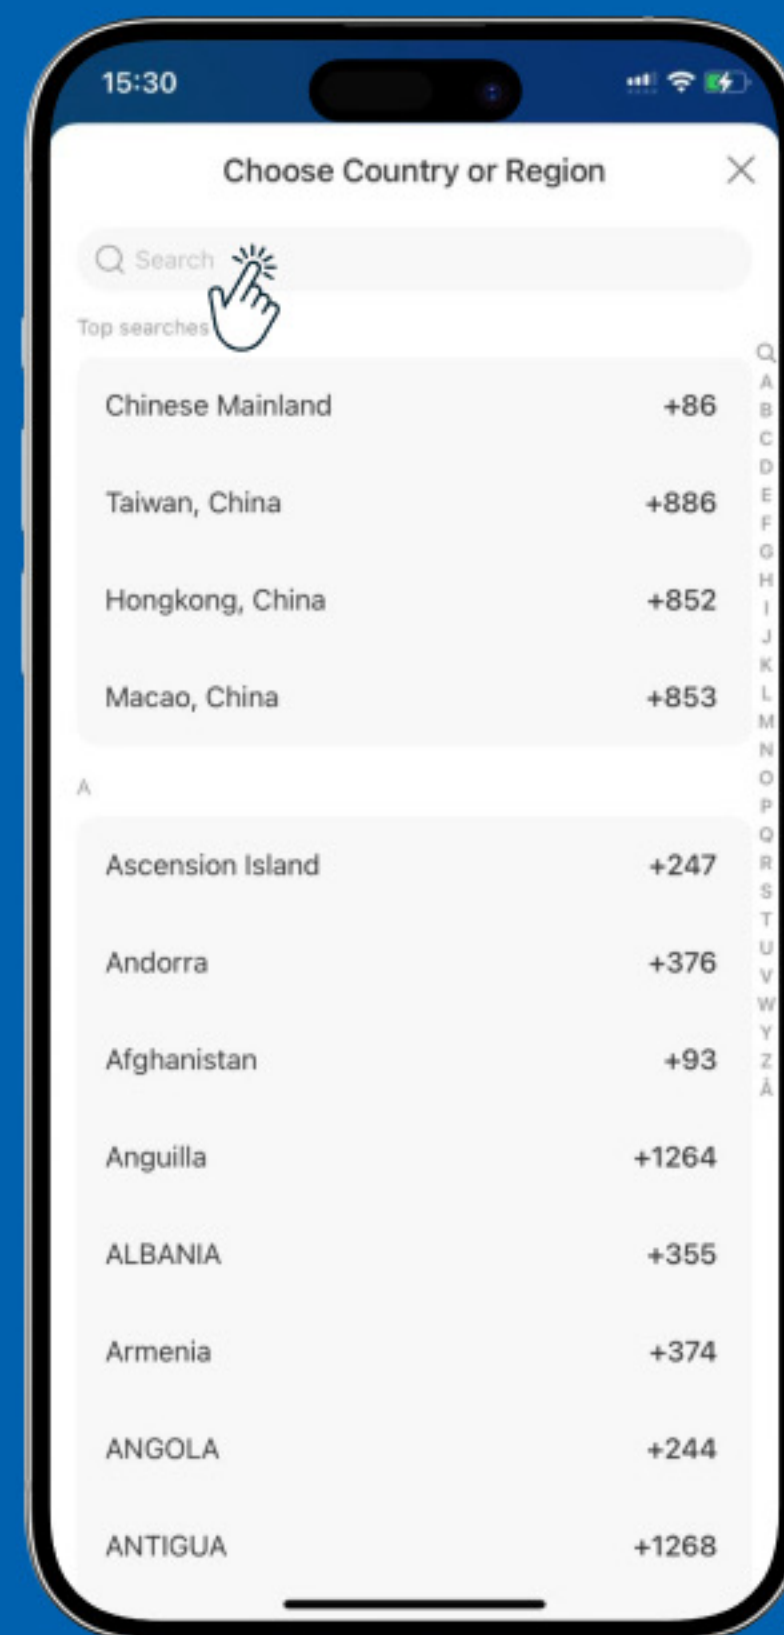 15:30
Choose Country or Region
Search
Top searches
Chinese Mainland +86
Taiwan, China +886
Hongkong, China +852
Macao, China +853
A
Ascension Island +247
Andorra +376
Afghanistan +93
Anguilla +1264
ALBANIA +355
Armenia +374
ANGOLA +244
ANTIGUA +1268
A
B
C
D
E
F
G
H
I
J
K
L
M
N
O
P
Q
R
S
T
U
V
W
Y
Z
Å